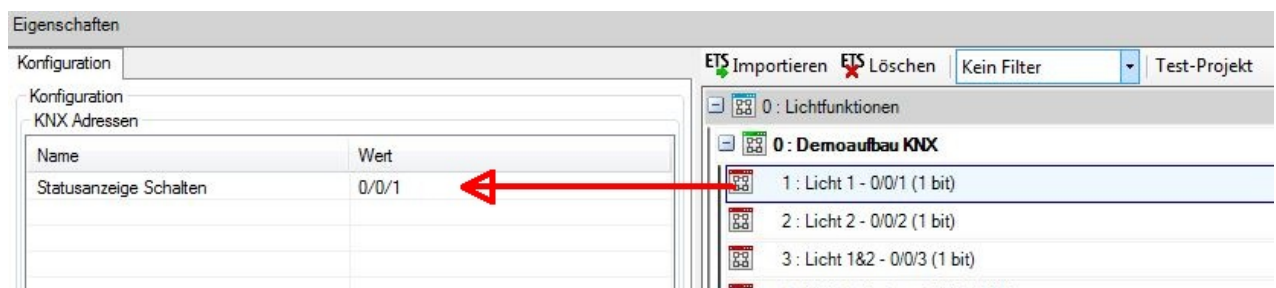 Eigenschaften
Konfiguration
Konfiguration
KNX Adressen
Name Wert
Statusanzeige Schalten 0/0/1
ETS Importieren ETS Löschen Kein Filter Test-Projekt
0 : Lichtfunktionen
0 : Demoaufbau KNX
1 : Licht 1 - 0/0/1 (1 bit)
2 : Licht 2 - 0/0/2 (1 bit)
3 : Licht 1&2 - 0/0/3 (1 bit)